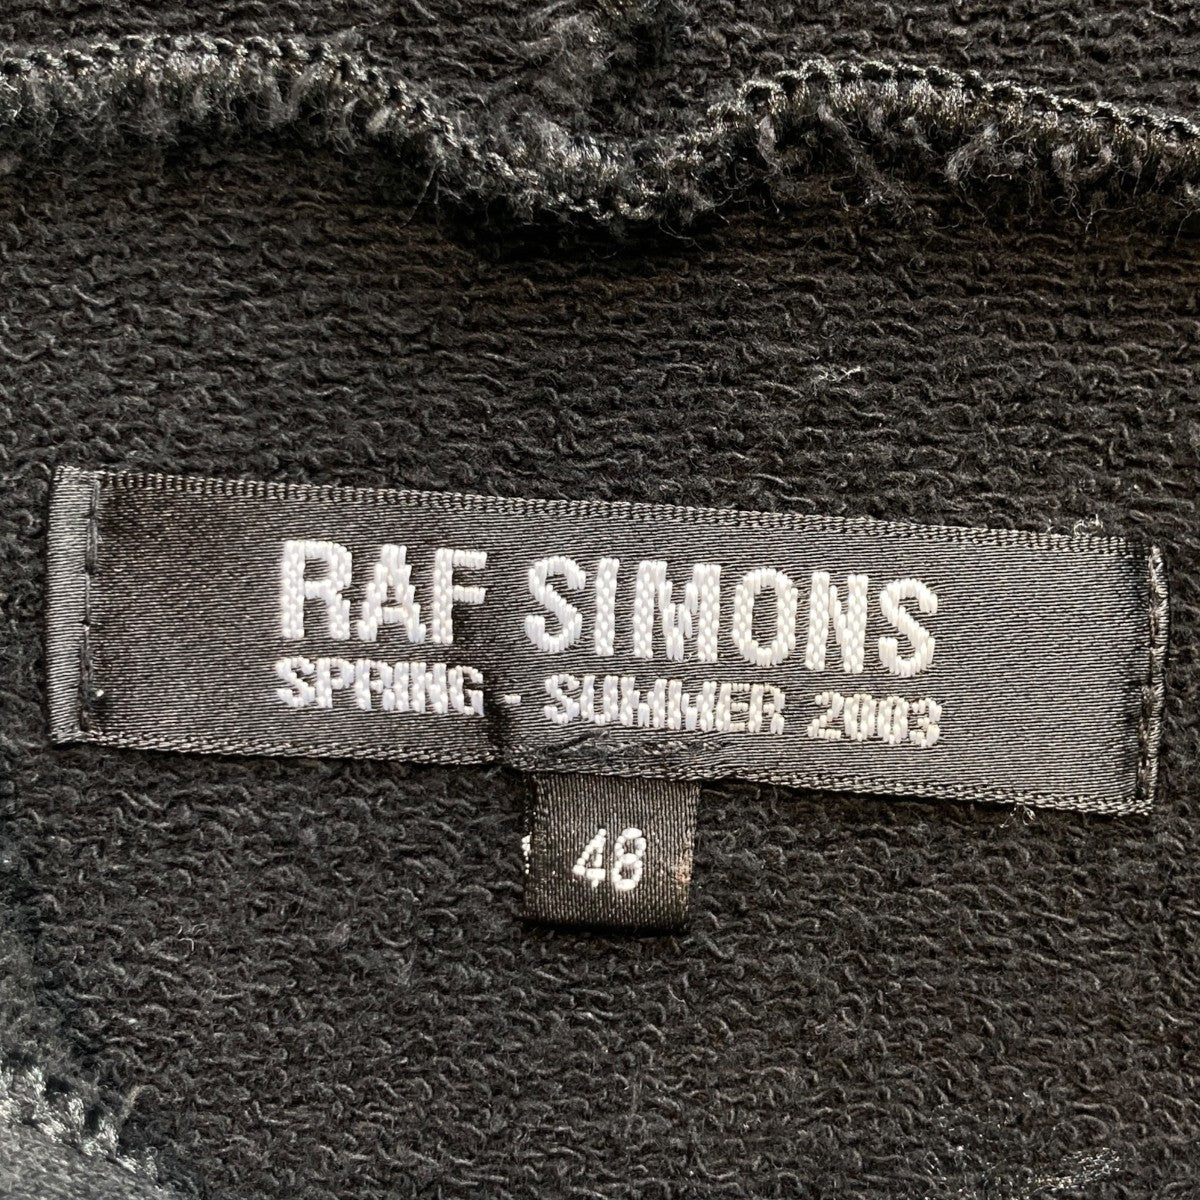 RAF SIMONS
SPRING - SUMMER 2003
48